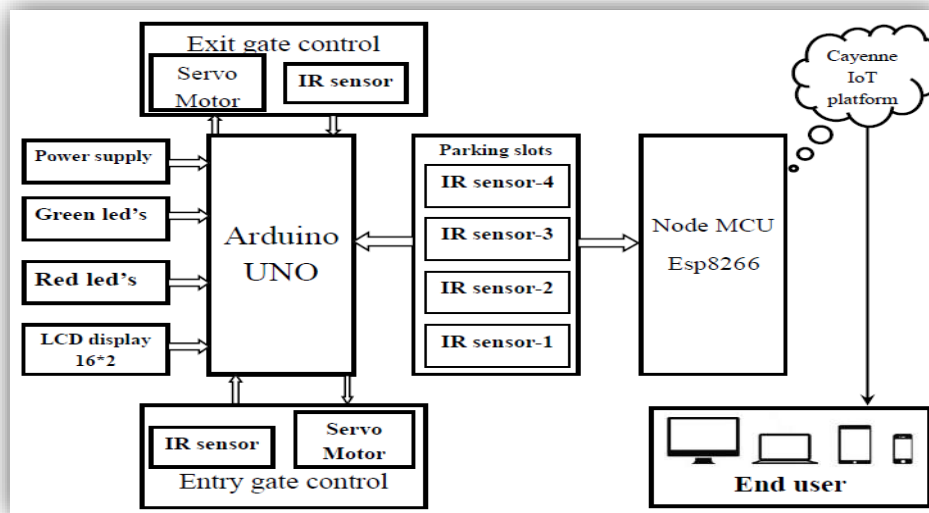 Exit gate control
Servo
Motor
IR sensor
Cayenne
IoT
platform
Power supply
Green led's
Red led's
LCD display
16*2
Arduino
UNO
Parking slots
IR sensor-4
IR sensor-3
IR sensor-2
IR sensor-1
Node MCU
Esp8266
IR sensor
Servo
Motor
Entry gate control
End user